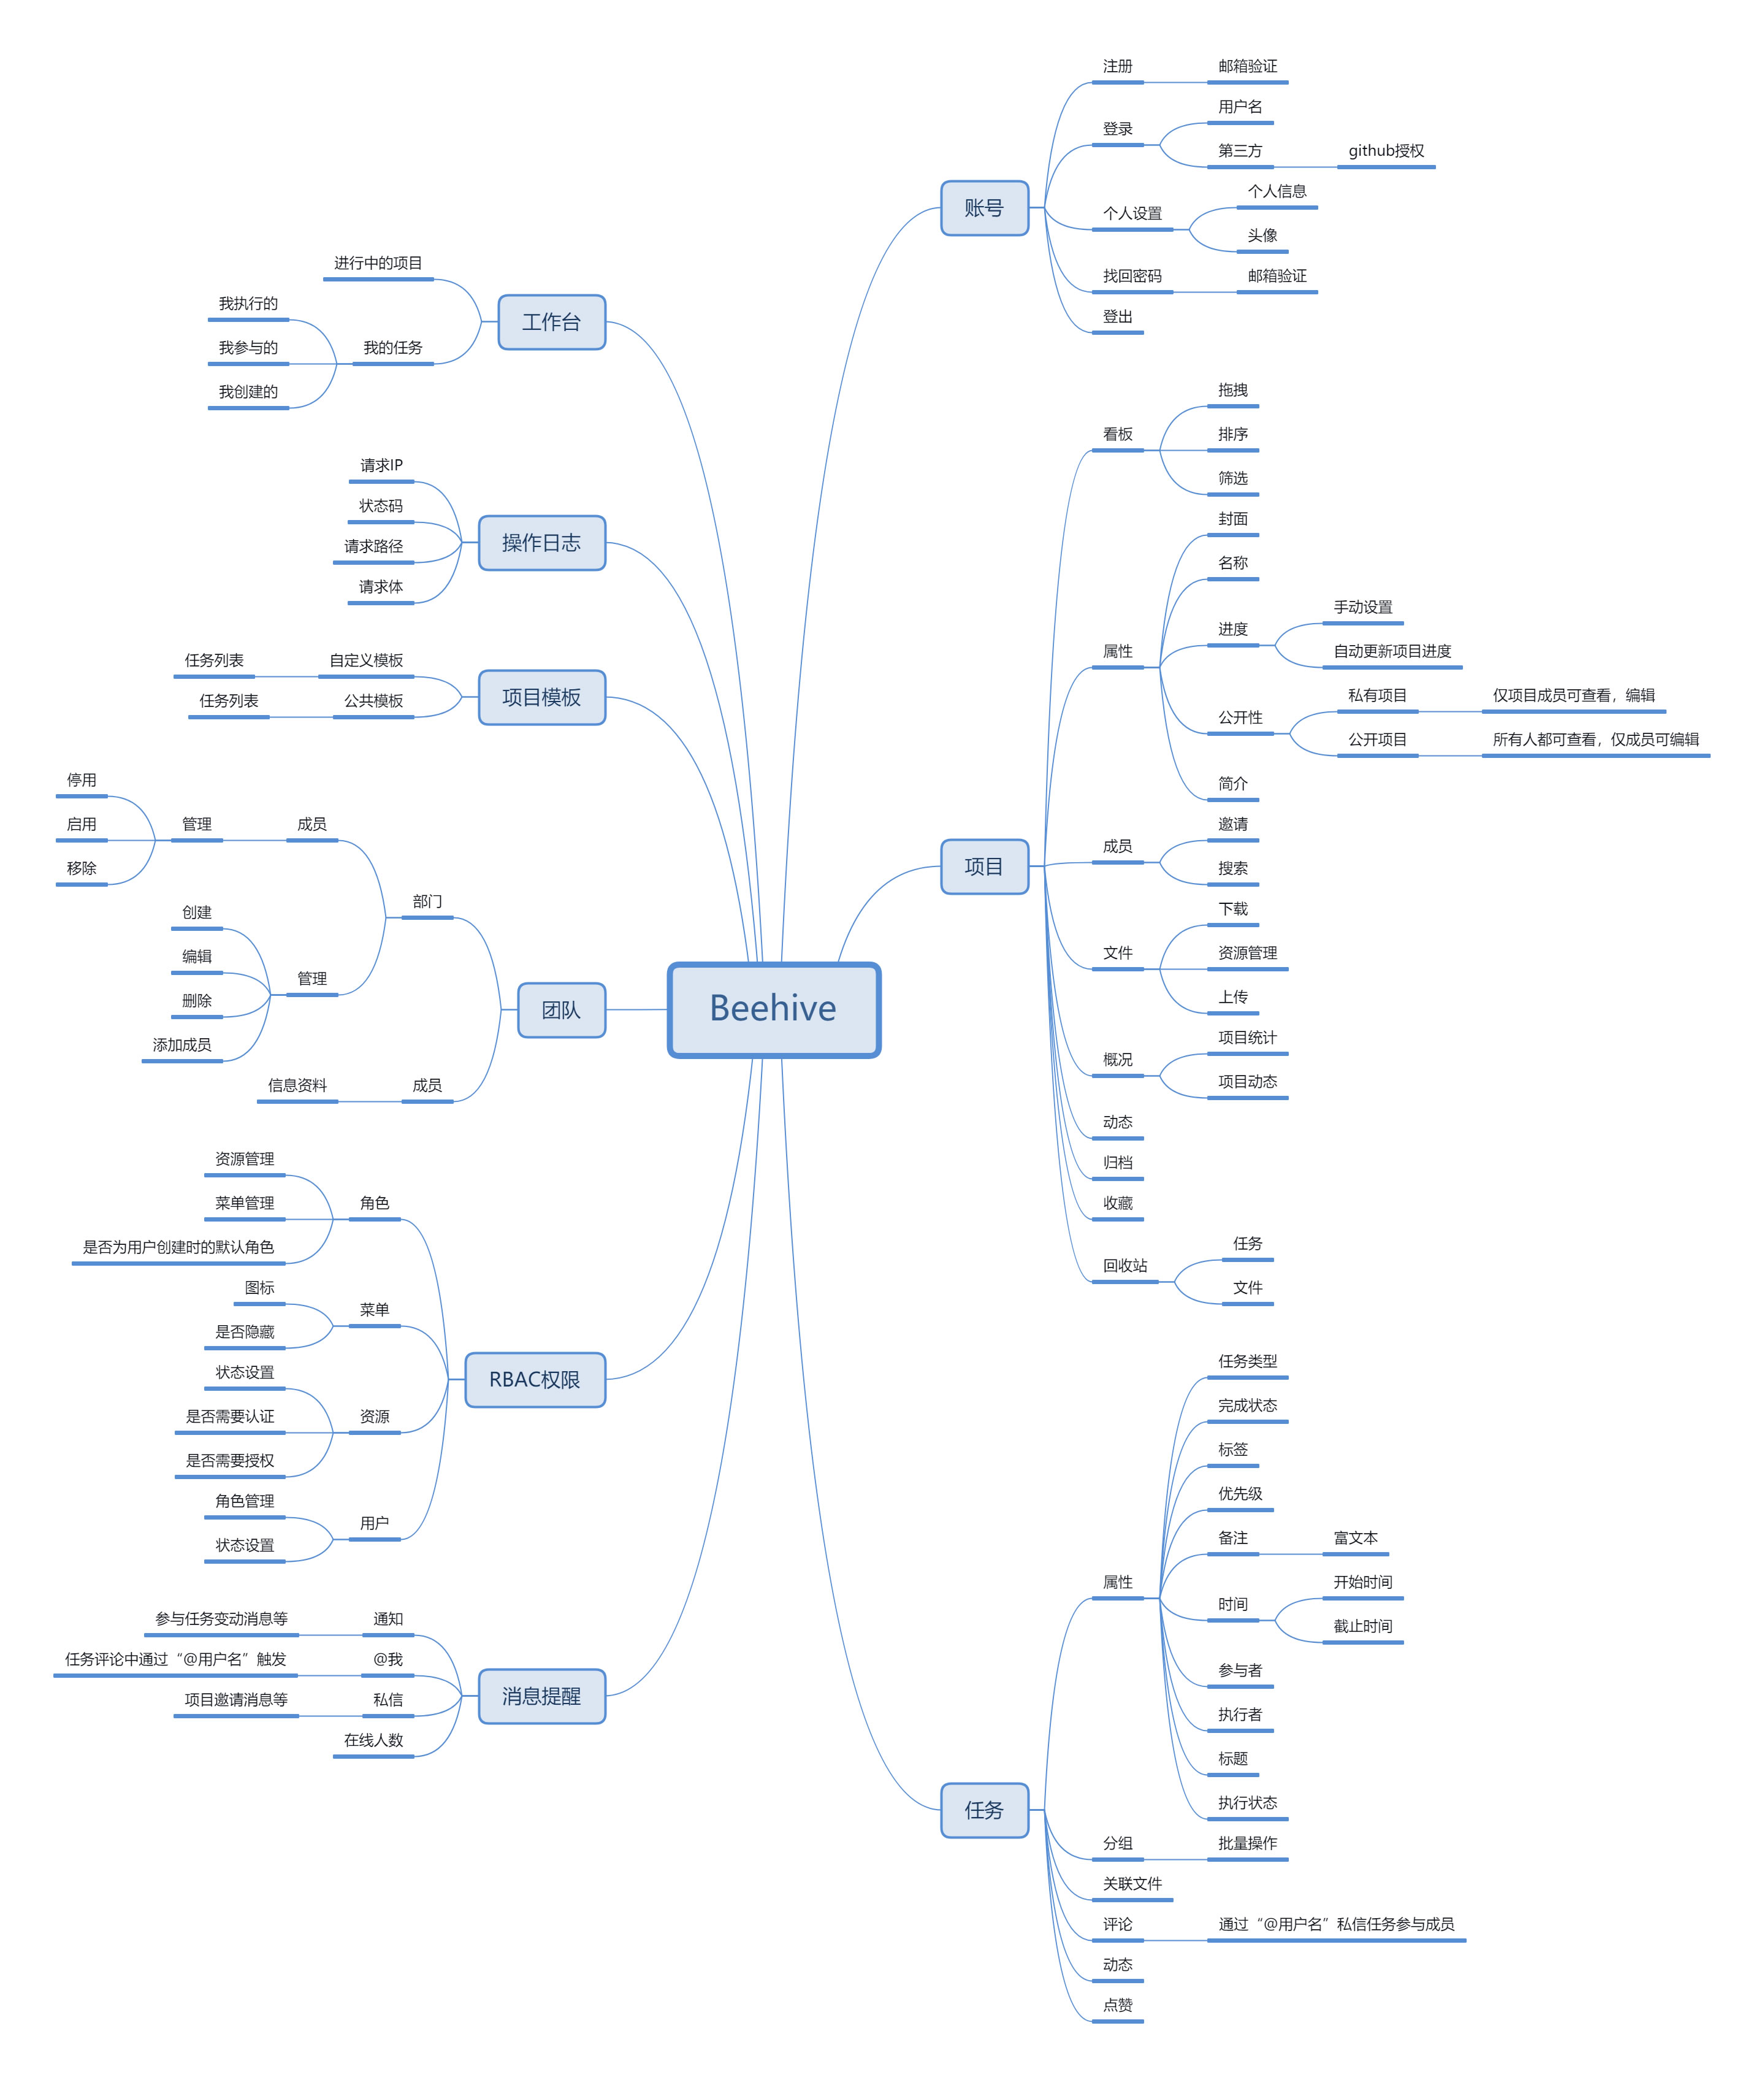 Beehive
账号
注册
邮箱验证
登录
用户名
第三方
github授权
个人设置
个人信息
头像
找回密码
邮箱验证
登出
项目
看板
拖拽
排序
筛选
属性
封面
名称
进度
手动设置
自动更新项目进度
公开性
私有项目
仅项目成员可查看，编辑
公开项目
所有人都可查看，仅成员可编辑
简介
成员
邀请
搜索
文件
下载
资源管理
上传
概况
项目统计
项目动态
动态
归档
收藏
回收站
任务
文件
任务
属性
任务类型
完成状态
标签
优先级
备注
富文本
时间
开始时间
截止时间
参与者
执行者
标题
执行状态
分组
批量操作
关联文件
评论
通过“@用户名”私信任务参与成员
动态
点赞
工作台
进行中的项目
我的任务
我执行的
我参与的
我创建的
操作日志
请求IP
状态码
请求路径
请求体
项目模板
自定义模板
任务列表
公共模板
任务列表
团队
部门
成员
管理
停用
启用
移除
管理
创建
编辑
删除
添加成员
成员
信息资料
RBAC权限
角色
资源管理
菜单管理
是否为用户创建时的默认角色
菜单
图标
是否隐藏
资源
状态设置
是否需要认证
是否需要授权
用户
角色管理
状态设置
消息提醒
通知
参与任务变动消息等
@我
任务评论中通过“@用户名”触发
私信
项目邀请消息等
在线人数